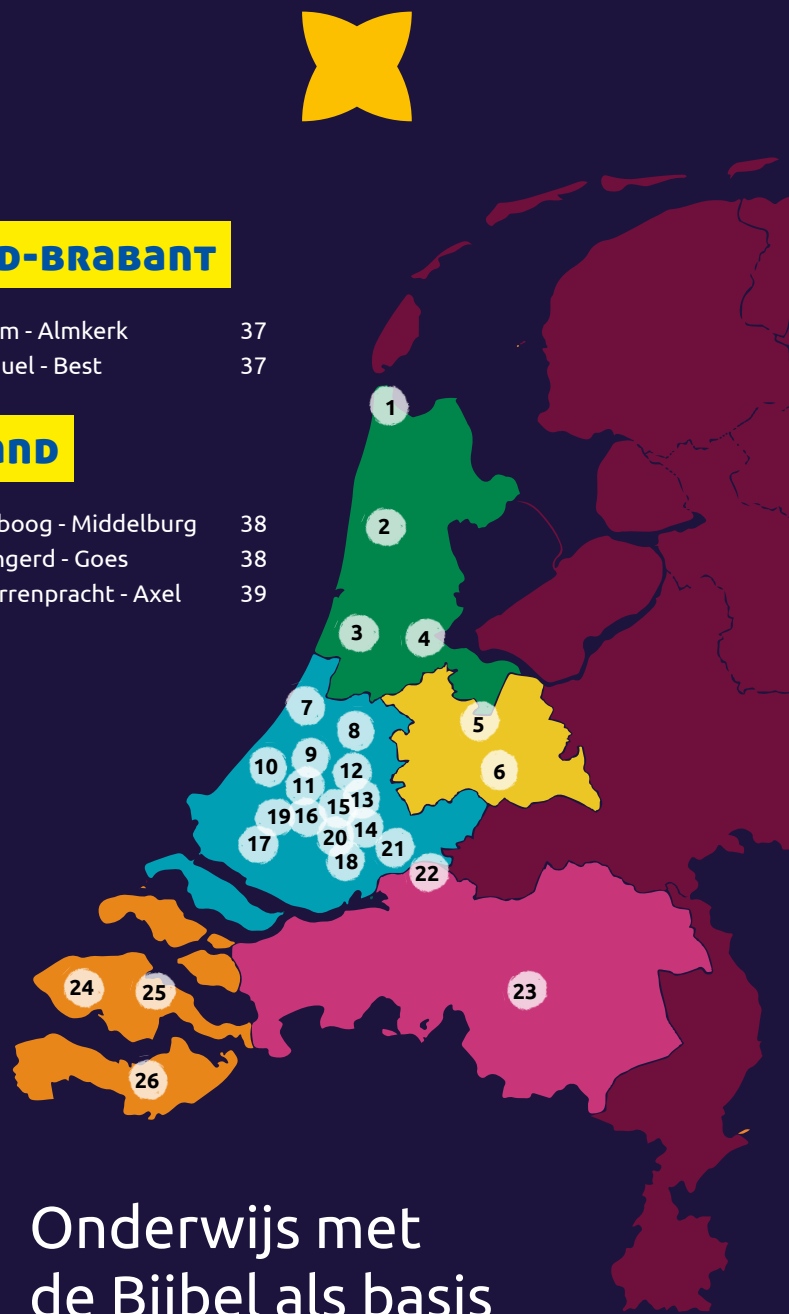 D-BRABANT
m - Almkerk 37
uel - Best 37
AND
boog - Middelburg 38
ngerd - Goes 38
rrenpracht - Axel 39
1
2
3
4
5
6
7
8
9
10
11
12
13
15
16
19
14
20
17
21
18
22
23
24
25
26
Onderwijs met
de Bijbel als basis